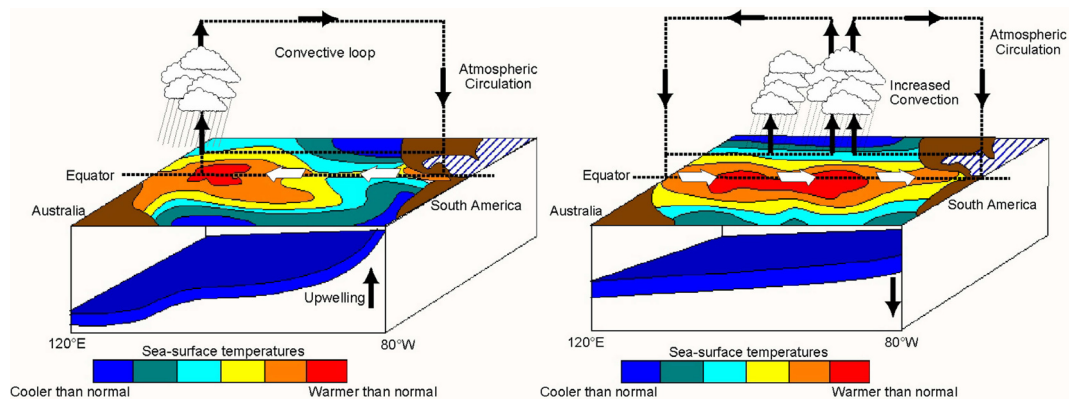 Convective loop
Atmospheric
Circulation
Equator
Australia
South America
Upwelling
120°E
80°W
Sea-surface temperatures
Cooler than normal
Warmer than normal
Atmospheric
Circulation
Increased
Convection
Equator
Australia
South America
120°E
80°W
Sea-surface temperatures
Cooler than normal
Warmer than normal